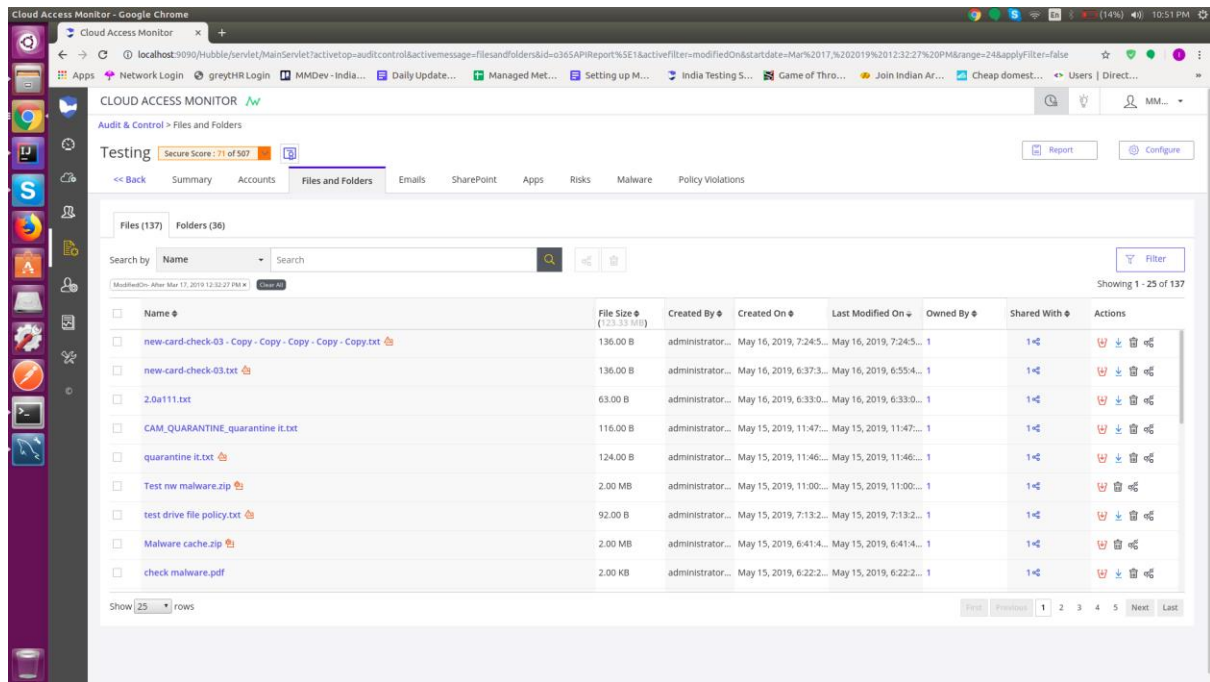 Cloud Access Monitor - Google Chrome
En (14%) 10:51 PM
Cloud Access Monitor × +
localhost:9090/Hubble/servlet/MainServlet?activetop=auditcontrol&activemessage=filesandfolders&id=o365APIReport%5E1&activefilter=modifiedOn&startdate=Mar%2017,%202019%2012:32:27%20PM&range=24&applyFilter=false
Apps Network Login greytHR Login MMDev - India... Daily Update... Managed Met... Setting up M... India Testing S... Game of Thro... Join Indian Ar... Cheap domest... Users | Direct... »
CLOUD ACCESS MONITOR MM...
Audit & Control > Files and Folders
Testing Secure Score : 71 of 507 Report Configure
<< Back Summary Accounts Files and Folders Emails SharePoint Apps Risks Malware Policy Violations
Files (137) Folders (36)
Search by Name Search Filter
ModifiedOn- After Mar 17, 2019 12:32:27 PM × Clear All Showing 1 - 25 of 137
Name File Size (123.33 MB) Created By Created On Last Modified On Owned By Shared With Actions
new-card-check-03 - Copy - Copy - Copy - Copy - Copy.txt 136.00 B administrator... May 16, 2019, 7:24:5... May 16, 2019, 7:24:5... 1 1
new-card-check-03.txt 136.00 B administrator... May 16, 2019, 6:37:3... May 16, 2019, 6:55:4... 1 1
2.0a111.txt 63.00 B administrator... May 16, 2019, 6:33:0... May 16, 2019, 6:33:0... 1 1
CAM_QUARANTINE_quarantine it.txt 116.00 B administrator... May 15, 2019, 11:47:... May 15, 2019, 11:47:... 1 1
quarantine it.txt 124.00 B administrator... May 15, 2019, 11:46:... May 15, 2019, 11:46:... 1 1
Test nw malware.zip 2.00 MB administrator... May 15, 2019, 11:00:... May 15, 2019, 11:00:... 1 1
test drive file policy.txt 92.00 B administrator... May 15, 2019, 7:13:2... May 15, 2019, 7:13:2... 1 1
Malware cache.zip 2.00 MB administrator... May 15, 2019, 6:41:4... May 15, 2019, 6:41:4... 1 1
check malware.pdf 2.00 KB administrator... May 15, 2019, 6:22:2... May 15, 2019, 6:22:2... 1 1
Show 25 rows First Previous 1 2 3 4 5 Next Last